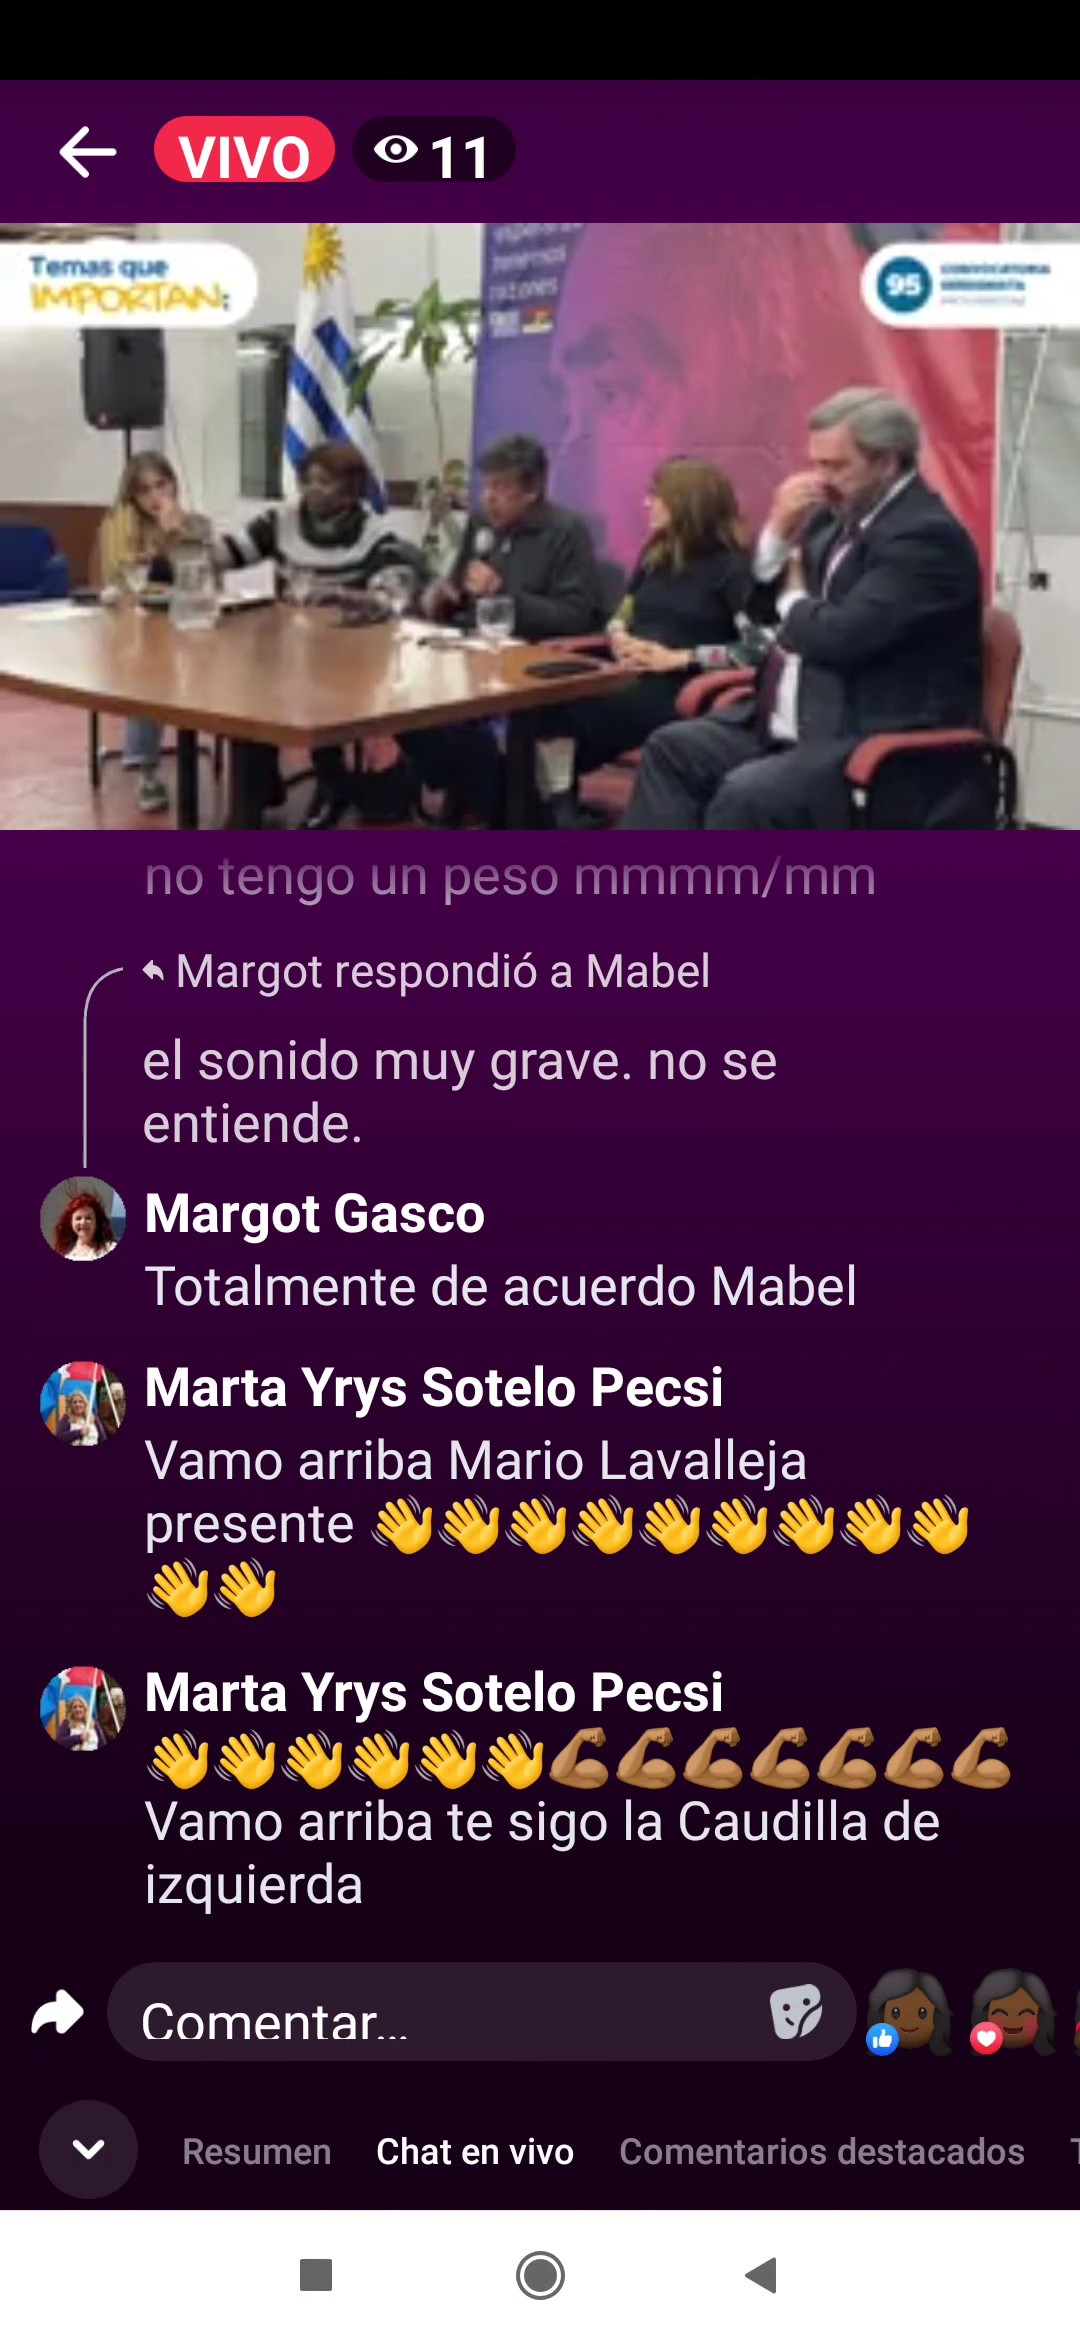 VIVO
11
Temas que
IMPORTAN:
95
tenemos
razones
no tengo un peso mmmm/mm
Margot respondió a Mabel
el sonido muy grave. no se
entiende.
Margot Gasco
Totalmente de acuerdo Mabel
Marta Yrys Sotelo Pecsi
Vamo arriba Mario Lavalleja
presente 👋👋👋👋👋👋👋👋👋
👋👋
Marta Yrys Sotelo Pecsi
👋👋👋👋👋👋💪🏽💪🏽💪🏽💪🏽💪🏽💪🏽💪🏽
Vamo arriba te sigo la Caudilla de
izquierda
Comentar...
Resumen Chat en vivo Comentarios destacados